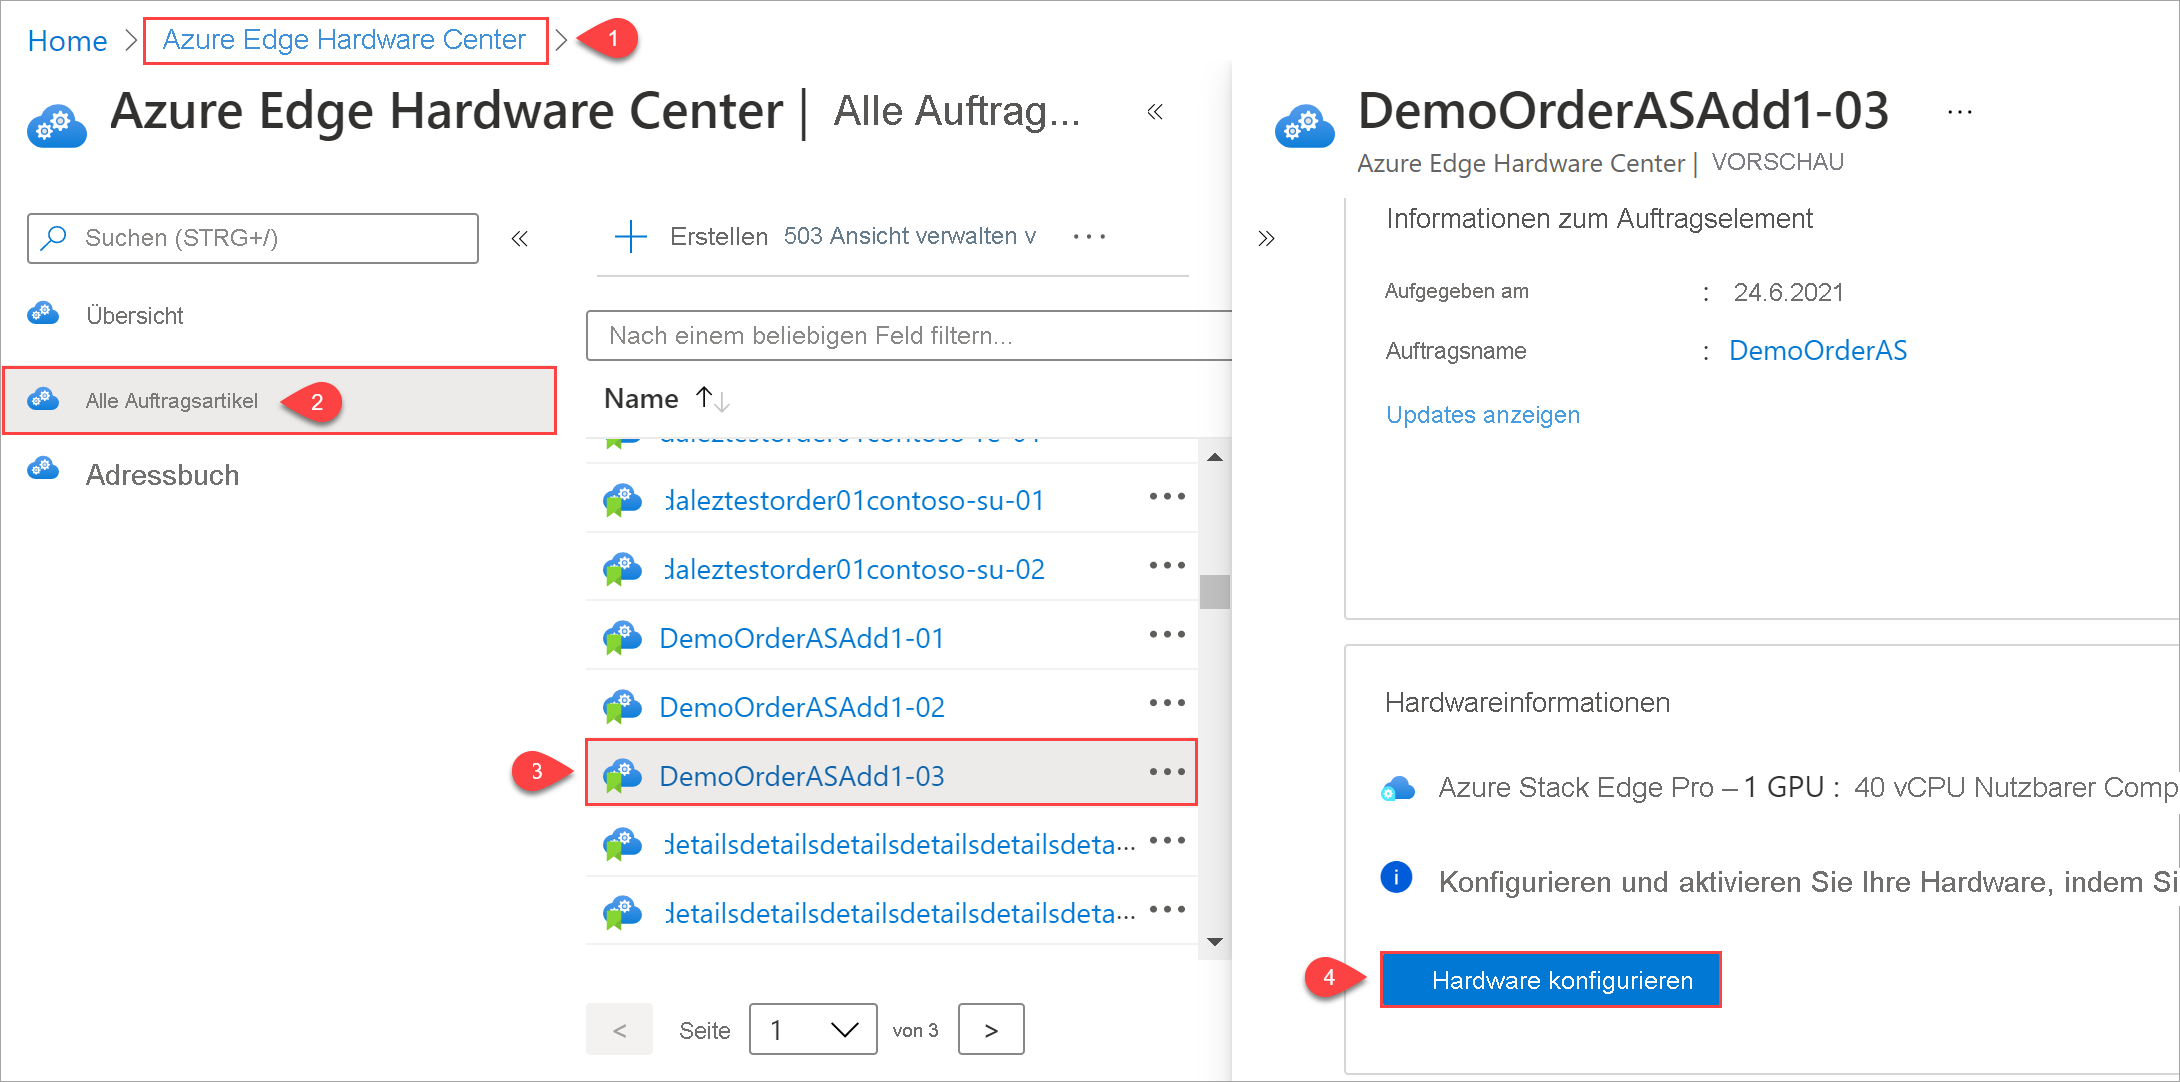 Home > Azure Edge Hardware Center > 1
Azure Edge Hardware Center | Alle Auftrag... «
Suchen (STRG+/) «
Übersicht
Alle Auftragsartikel 2
Adressbuch
+ Erstellen 503 Ansicht verwalten v ...
Nach einem beliebigen Feld filtern...
Name ↑↓
daleztestorder01contoso-su-01 ...
daleztestorder01contoso-su-02 ...
DemoOrderASAdd1-01 ...
DemoOrderASAdd1-02 ...
3 DemoOrderASAdd1-03 ...
detailsdetailsdetailsdetailsdetailsdeta... ...
detailsdetailsdetailsdetailsdetailsdeta... ...
< Seite 1 von 3 >
DemoOrderASAdd1-03 ...
Azure Edge Hardware Center | VORSCHAU
»
Informationen zum Auftragselement
Aufgegeben am : 24.6.2021
Auftragsname : DemoOrderAS
Updates anzeigen
Hardwareinformationen
Azure Stack Edge Pro – 1 GPU : 40 vCPU Nutzbarer Comp
i Konfigurieren und aktivieren Sie Ihre Hardware, indem Si
4 Hardware konfigurieren